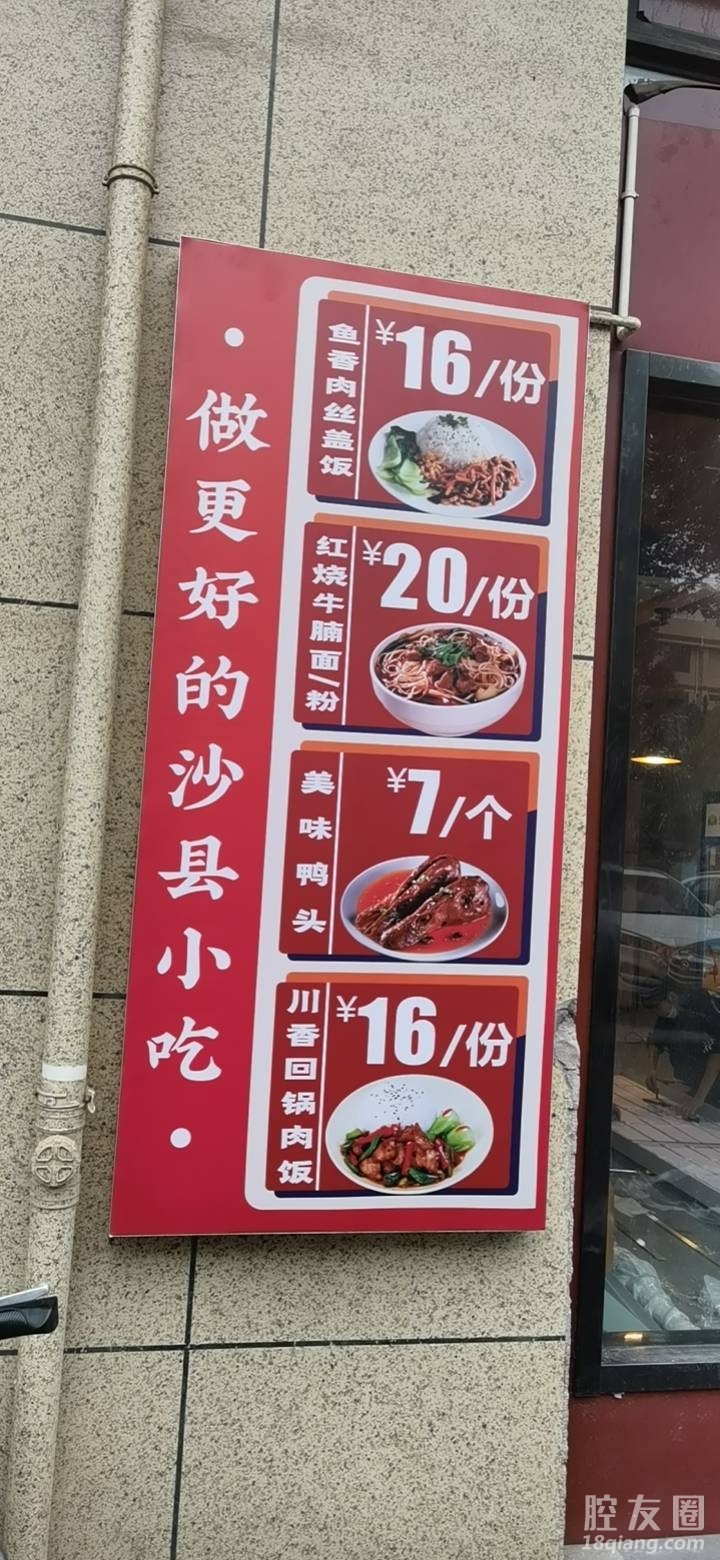 做更好的沙县小吃
鱼香肉丝盖饭
¥16/份
红烧牛腩面/粉
¥20/份
美味鸭头
¥7/个
川香回锅肉饭
¥16/份
腔友圈
18qiang.com